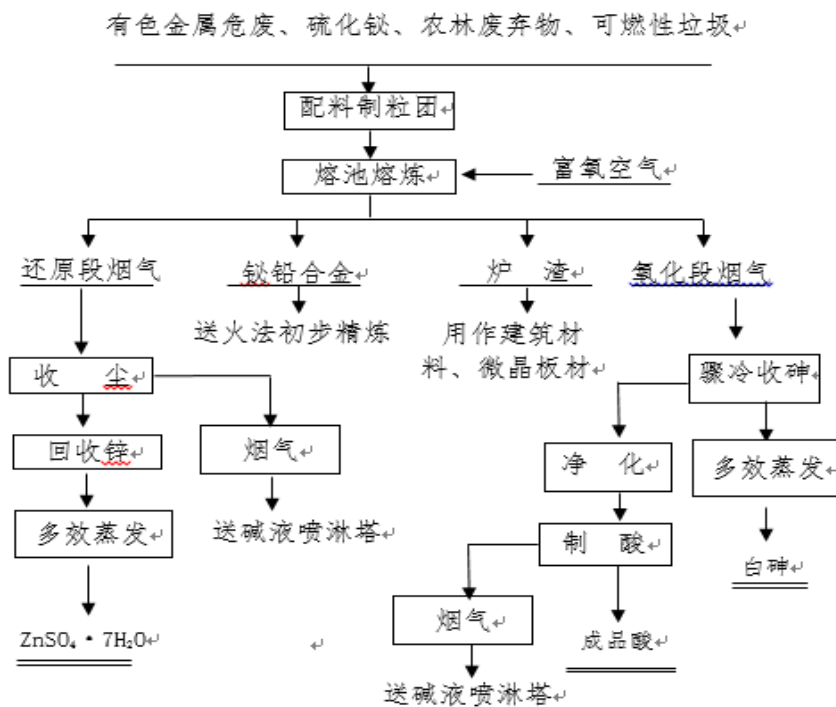 有色金属危废、硫化铋、农林废弃物、可燃性垃圾
配料制粒团
熔池熔炼
富氧空气
还原段烟气
铋铅合金
炉 渣
氧化段烟气
送火法初步精炼
用作建筑材
料、微晶板材
收 尘
骤冷收砷
回收锌
烟气
净 化
多效蒸发
多效蒸发
送碱液喷淋塔
制 酸
白砷
烟气
ZnSO₄・7H₂O
成品酸
送碱液喷淋塔